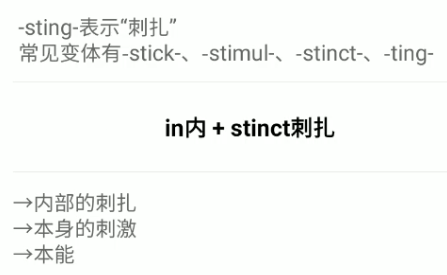 -sting-表示“刺扎”
常见变体有-stick-、-stimul-、-stinct-、-ting-
in内 + stinct刺扎
→内部的刺扎
→本身的刺激
→本能